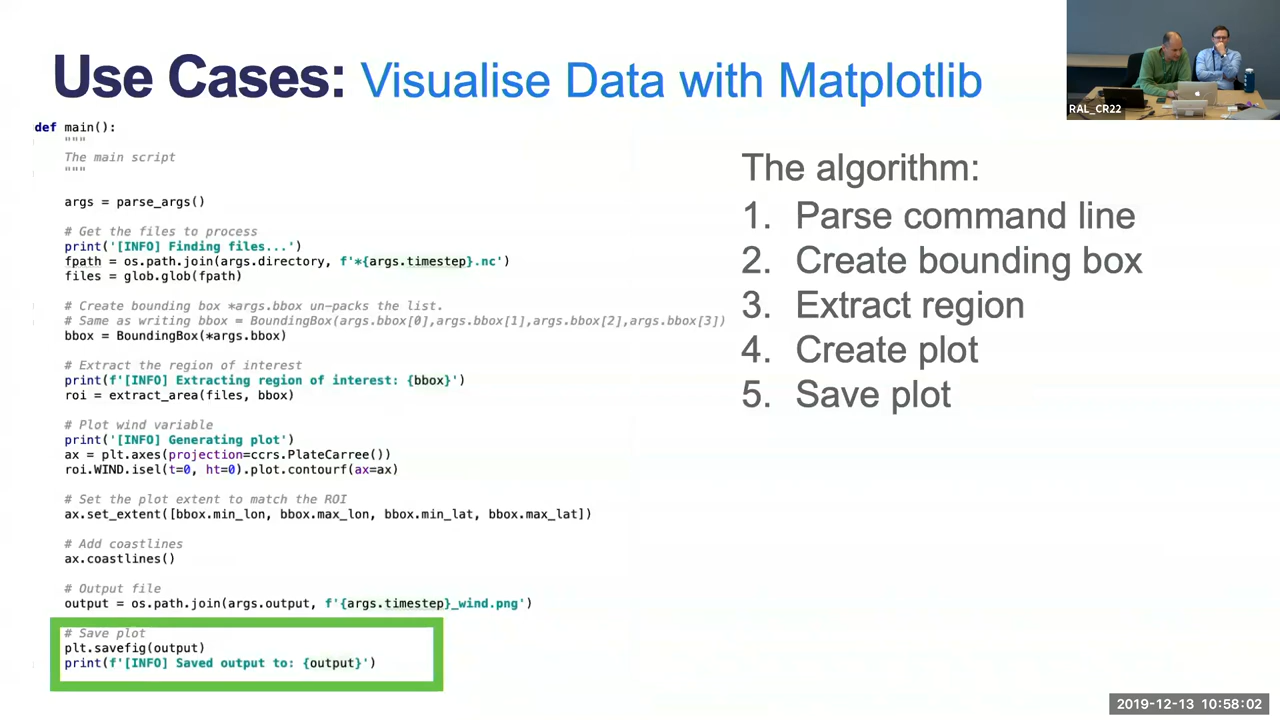 Use Cases: Visualise Data with Matplotlib
RAL_CR22
def main():
"""
The main script
"""
args = parse_args()
# Get the files to process
print('[INFO] Finding files...')
fpath = os.path.join(args.directory, f'*{args.timestep}.nc')
files = glob.glob(fpath)
# Create bounding box *args.bbox un-packs the list.
# Same as writing bbox = BoundingBox(args.bbox[0],args.bbox[1],args.bbox[2],args.bbox[3])
bbox = BoundingBox(*args.bbox)
# Extract the region of interest
print(f'[INFO] Extracting region of interest: {bbox}')
roi = extract_area(files, bbox)
# Plot wind variable
print('[INFO] Generating plot')
ax = plt.axes(projection=ccrs.PlateCarree())
roi.WIND.isel(t=0, ht=0).plot.contourf(ax=ax)
# Set the plot extent to match the ROI
ax.set_extent([bbox.min_lon, bbox.max_lon, bbox.min_lat, bbox.max_lat])
# Add coastlines
ax.coastlines()
# Output file
output = os.path.join(args.output, f'{args.timestep}_wind.png')
# Save plot
plt.savefig(output)
print(f'[INFO] Saved output to: {output}')
The algorithm:
1. Parse command line
2. Create bounding box
3. Extract region
4. Create plot
5. Save plot
2019-12-13 10:58:02